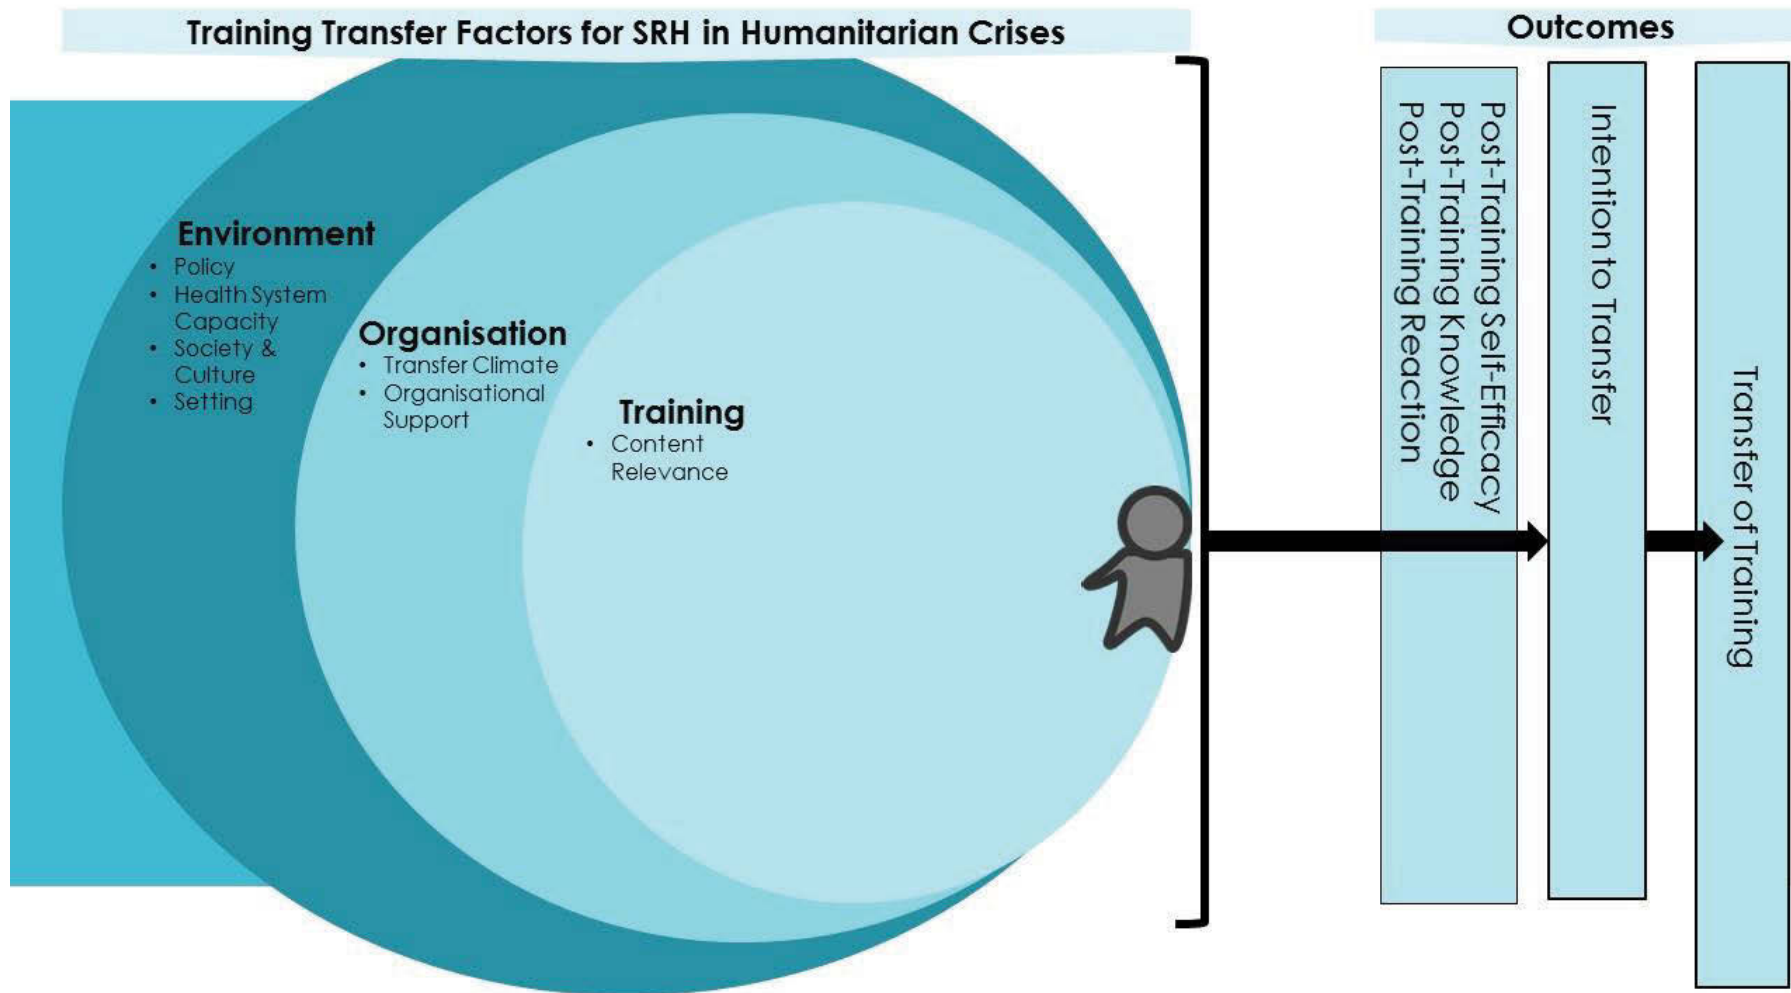 Training Transfer Factors for SRH in Humanitarian Crises
Outcomes
Environment
• Policy
• Health System
Capacity
• Society &
Culture
• Setting
Organisation
• Transfer Climate
• Organisational
Support
Training
• Content
Relevance
Post-Training Self-Efficacy
Post-Training Knowledge
Post-Training Reaction
Intention to Transfer
Transfer of Training